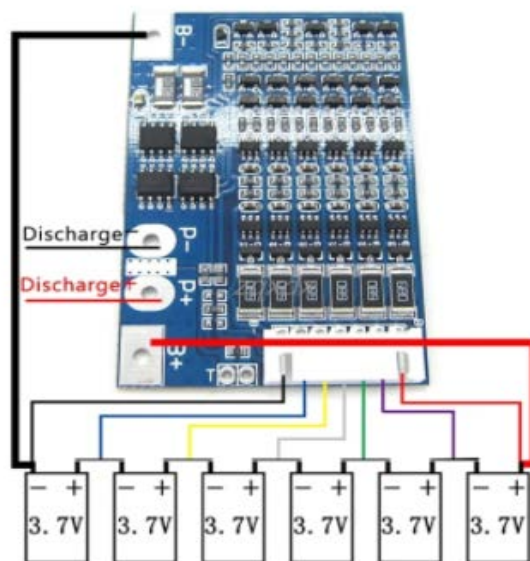 B-
Discharge-
P-
Discharge+
P+
B+
T
- + - + - + - + - + - +
3.7V 3.7V 3.7V 3.7V 3.7V 3.7V